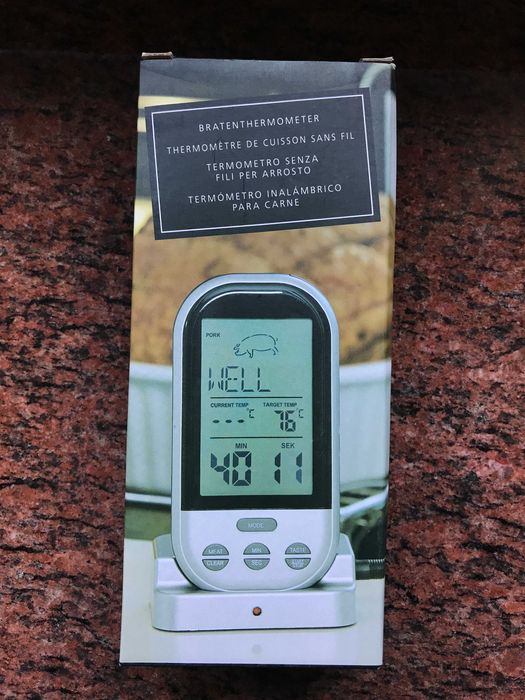 BRATENTHERMOMETER
THERMOMÈTRE DE CUISSON SANS FIL
TERMOMETRO SENZA
FILI PER ARROSTO
TERMÓMETRO INALÁMBRICO
PARA CARNE
PORK
WELL
CURRENT TEMP TARGET TEMP
--- °C 76 °C
MIN SEK
40 11
MODE
MEAT MIN TASTE
CLEAR SEC